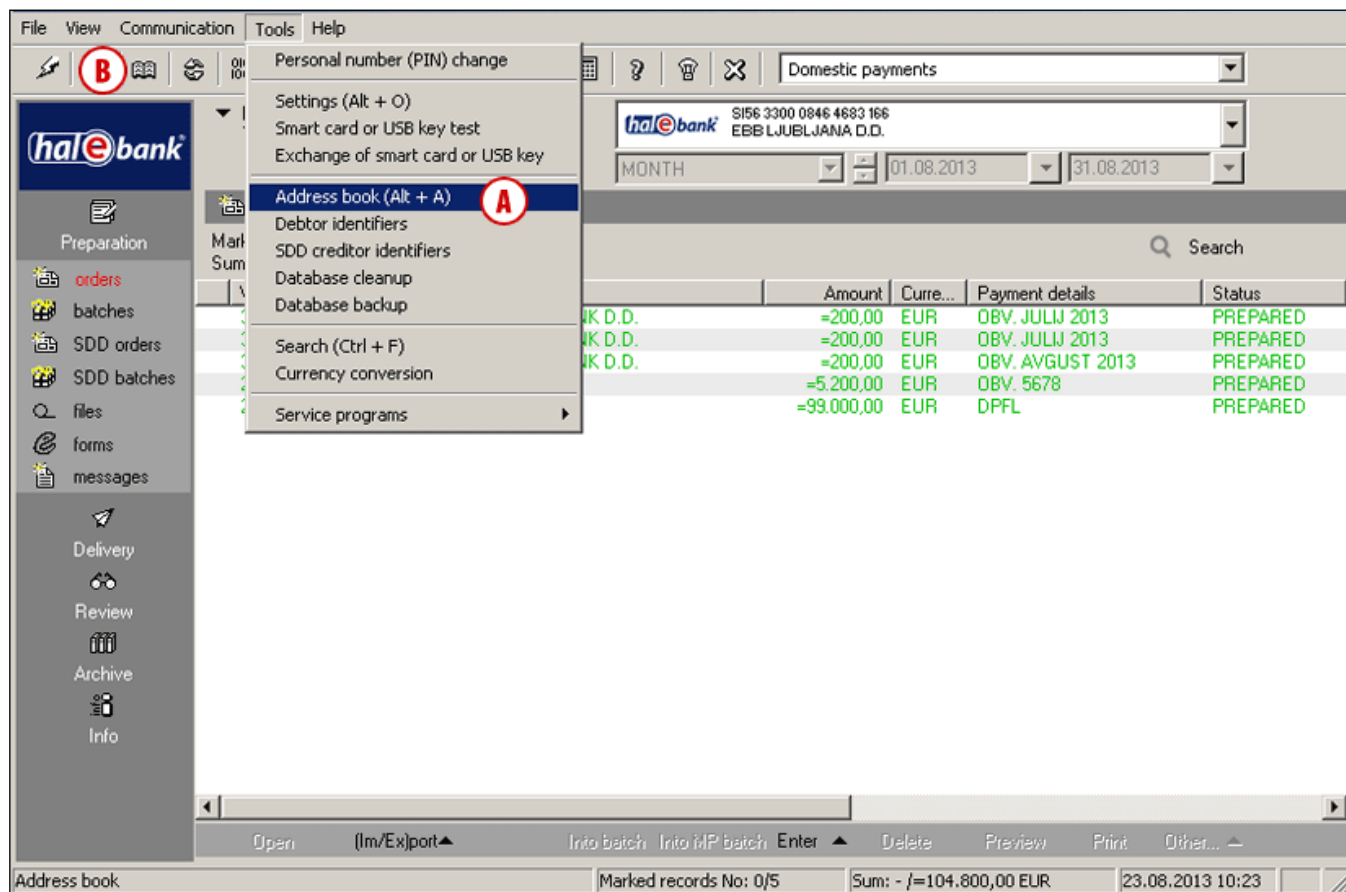 File View Communication Tools Help
B
Domestic payments
Personal number (PIN) change
Settings (Alt + O)
Smart card or USB key test
Exchange of smart card or USB key
Address book (Alt + A)
A
Debtor identifiers
SDD creditor identifiers
Database cleanup
Database backup
Search (Ctrl + F)
Currency conversion
Service programs
halebank
halebank
SI56 3300 0846 4683 166
EBB LJUBLJANA D.D.
MONTH 01.08.2013 31.08.2013
Search
Sum
Amount Curre... Payment details Status
D.D. =200,00 EUR OBV. JULIJ 2013 PREPARED
D.D. =200,00 EUR OBV. JULIJ 2013 PREPARED
D.D. =200,00 EUR OBV. AVGUST 2013 PREPARED
=5.200,00 EUR OBV. 5678 PREPARED
=99.000,00 EUR DPFL PREPARED
Preparation
orders
batches
SDD orders
SDD batches
files
forms
messages
Delivery
Review
Archive
Info
Open (Im/Ex)port Into batch Into MP batch Enter Delete Preview Print Other...
Address book Marked records No: 0/5 Sum: - /=104.800,00 EUR 23.08.2013 10:23